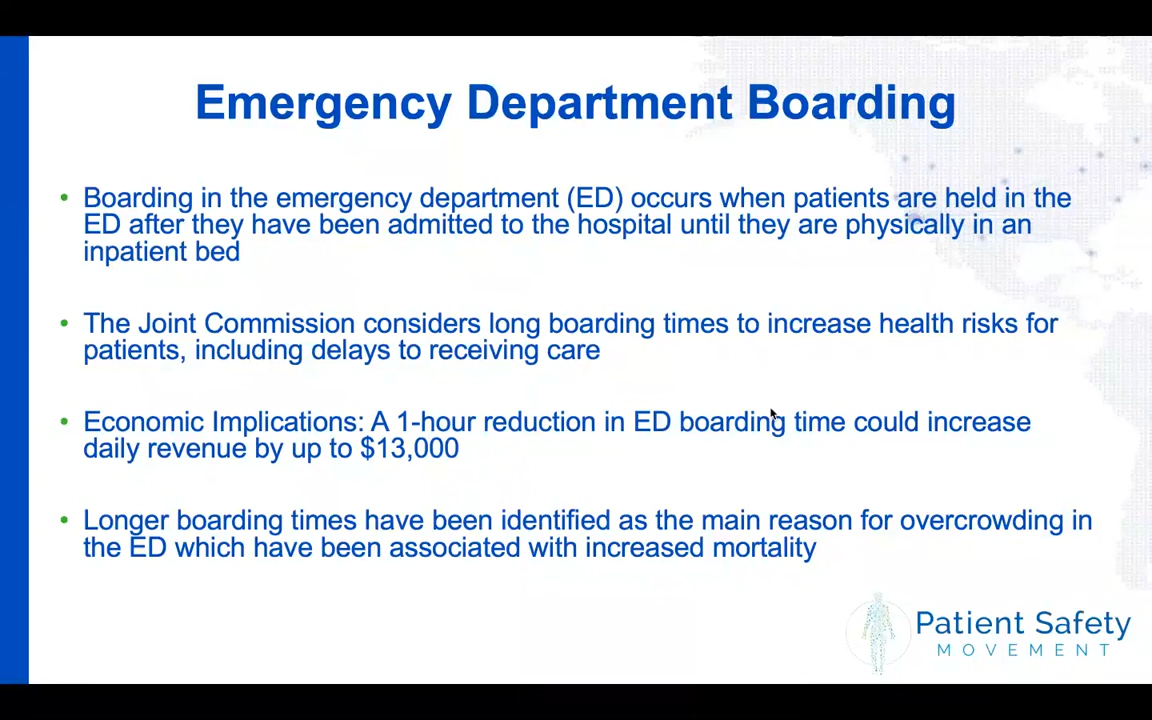 Emergency Department Boarding
• Boarding in the emergency department (ED) occurs when patients are held in the
ED after they have been admitted to the hospital until they are physically in an
inpatient bed
• The Joint Commission considers long boarding times to increase health risks for
patients, including delays to receiving care
• Economic Implications: A 1-hour reduction in ED boarding time could increase
daily revenue by up to $13,000
• Longer boarding times have been identified as the main reason for overcrowding in
the ED which have been associated with increased mortality
Patient Safety
MOVEMENT